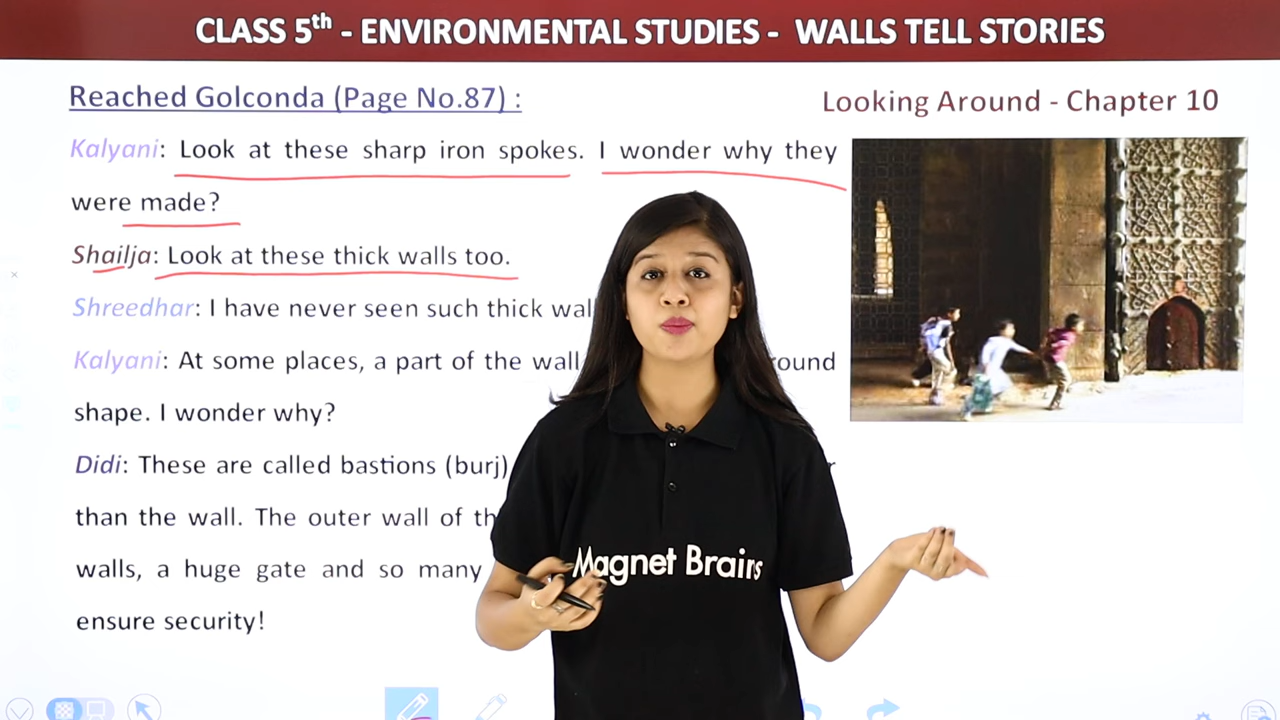 CLASS 5th - ENVIRONMENTAL STUDIES - WALLS TELL STORIES
Reached Golconda (Page No.87) :
Looking Around - Chapter 10
Kalyani: Look at these sharp iron spokes. I wonder why they
were made?
Shailja: Look at these thick walls too.
Shreedhar: I have never seen such thick
Kalyani: At some places, a part of the wall
shape. I wonder why?
Didi: These are called bastions (burj)
than the wall. The outer wall of
walls, a huge gate and so many
ensure security!
Magnet Brains